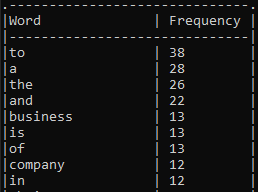 Word | Frequency
to | 38
a | 28
the | 26
and | 22
business | 13
is | 13
of | 13
company | 12
in | 12